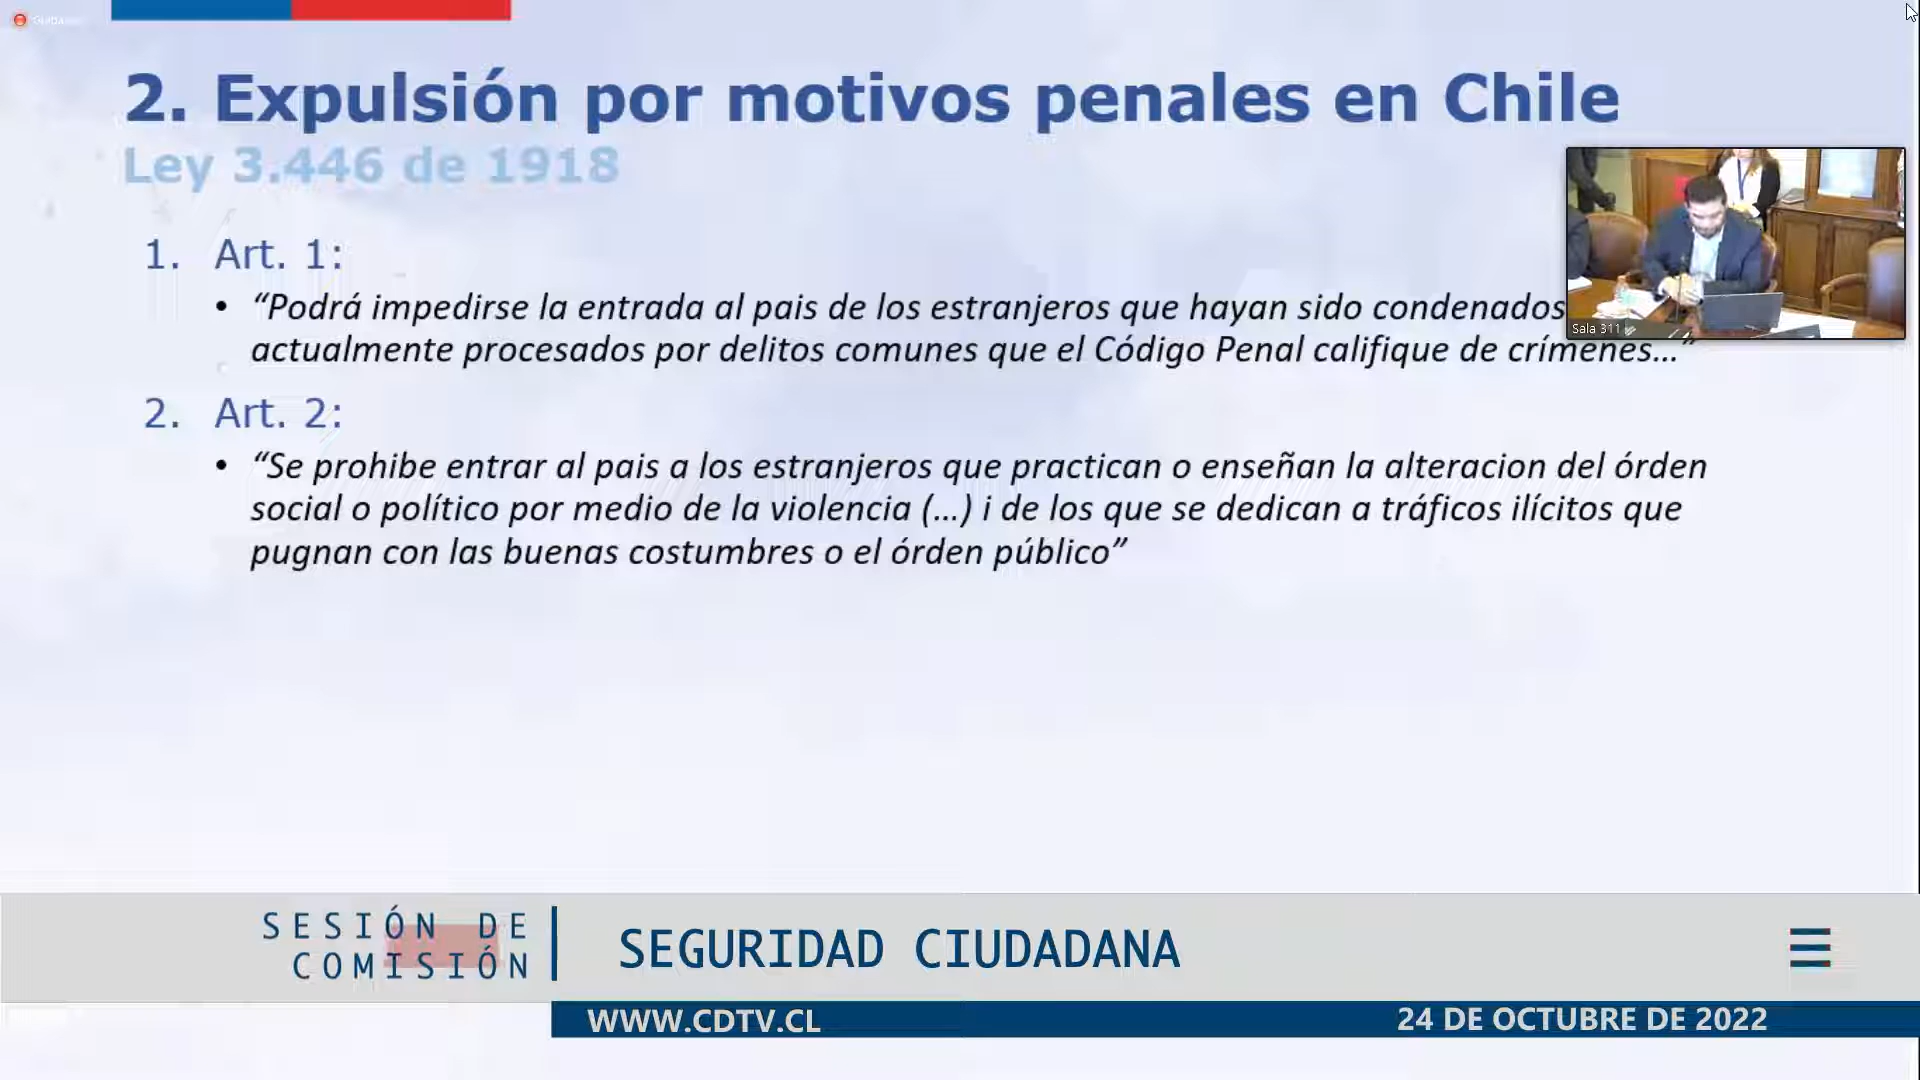 2. Expulsión por motivos penales en Chile
Ley 3.446 de 1918
1. Art. 1:
• “Podrá impedirse la entrada al pais de los estranjeros que hayan sido condenados
actualmente procesados por delitos comunes que el Código Penal califique de crímenes...”
2. Art. 2:
• “Se prohibe entrar al pais a los estranjeros que practican o enseñan la alteracion del órden
social o político por medio de la violencia (...) i de los que se dedican a tráficos ilícitos que
pugnan con las buenas costumbres o el órden público”
Sala 311
SESIÓN DE
COMISIÓN
SEGURIDAD CIUDADANA
WWW.CDTV.CL
24 DE OCTUBRE DE 2022